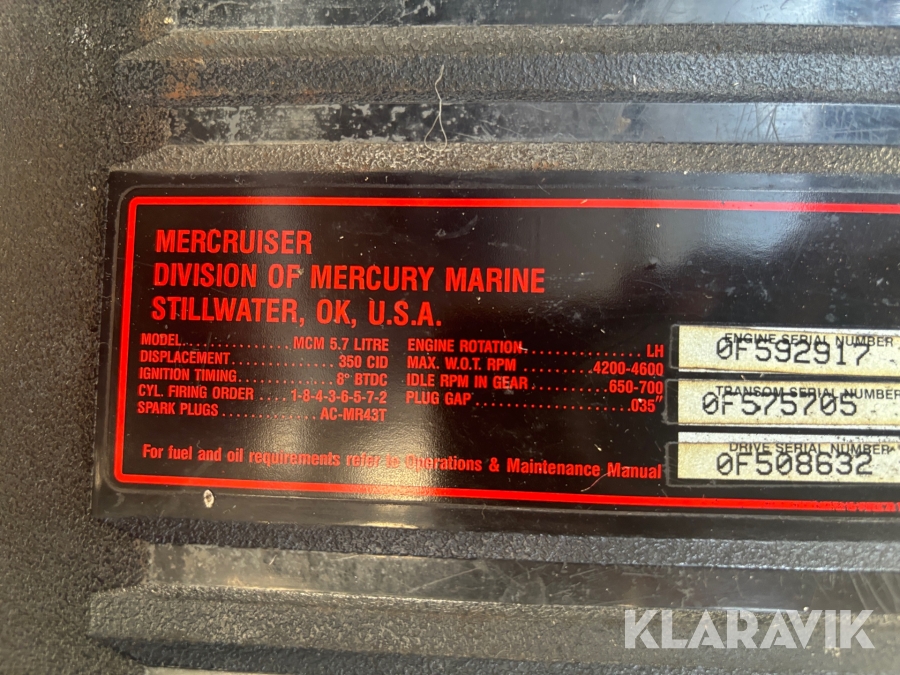 MERCRUISER
DIVISION OF MERCURY MARINE
STILLWATER, OK, U.S.A.
MODEL..................MCM 5.7 LITRE
DISPLACEMENT..................350 CID
IGNITION TIMING..................8° BTDC
CYL. FIRING ORDER.....1-8-4-3-6-5-7-2
SPARK PLUGS..................AC-MR43T
ENGINE ROTATION..................LH
MAX. W.O.T. RPM..................4200-4600
IDLE RPM IN GEAR..................650-700
PLUG GAP..................035"
For fuel and oil requirements refer to Operations & Maintenance Manual
ENGINE SERIAL NUMBER
0F592917
TRANSOM SERIAL NUMBER
0F575705
DRIVE SERIAL NUMBER
0F508632
KLARAVIK